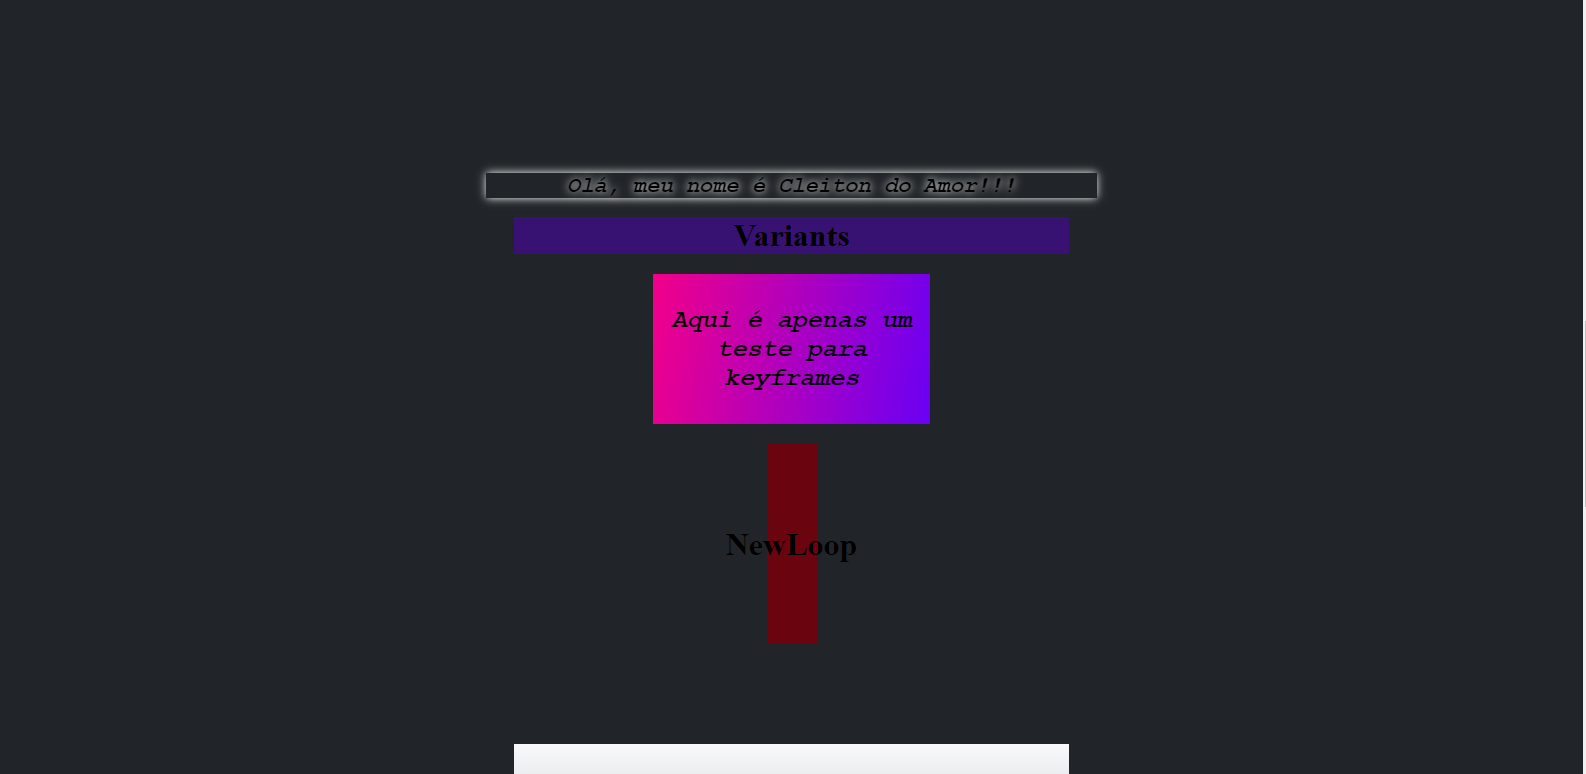 Olá, meu nome é Cleiton do Amor!!!
Variants
Aqui é apenas um
teste para
keyframes
NewLoop